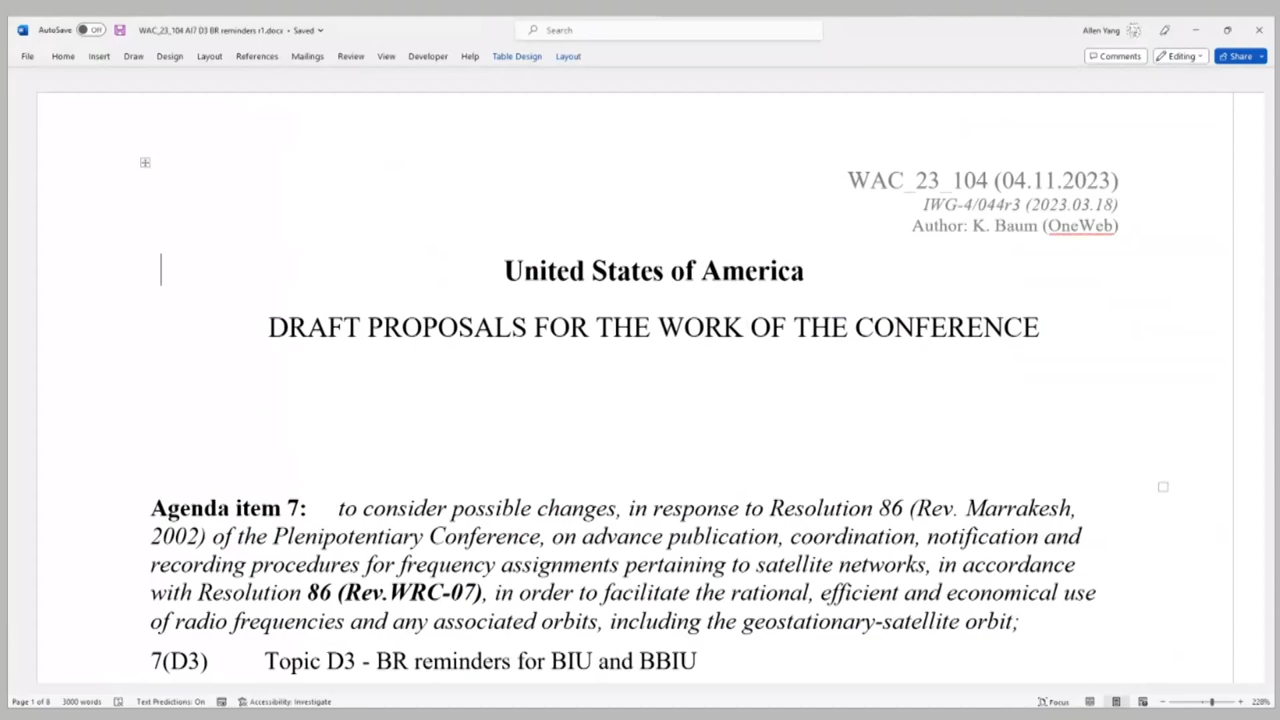 AutoSave Off WAC_23_104 AI7 D3 BR reminders r1.docx • Saved Search Allen Yang
File Home Insert Draw Design Layout References Mailings Review View Developer Help Table Design Layout Comments Editing Share
WAC_23_104 (04.11.2023)
IWG-4/044r3 (2023.03.18)
Author: K. Baum (OneWeb)
United States of America
DRAFT PROPOSALS FOR THE WORK OF THE CONFERENCE
Agenda item 7: to consider possible changes, in response to Resolution 86 (Rev. Marrakesh,
2002) of the Plenipotentiary Conference, on advance publication, coordination, notification and
recording procedures for frequency assignments pertaining to satellite networks, in accordance
with Resolution 86 (Rev.WRC-07), in order to facilitate the rational, efficient and economical use
of radio frequencies and any associated orbits, including the geostationary-satellite orbit;
7(D3) Topic D3 - BR reminders for BIU and BBIU
Page 1 of 8 3000 words Text Predictions: On Accessibility: Investigate Focus 228%